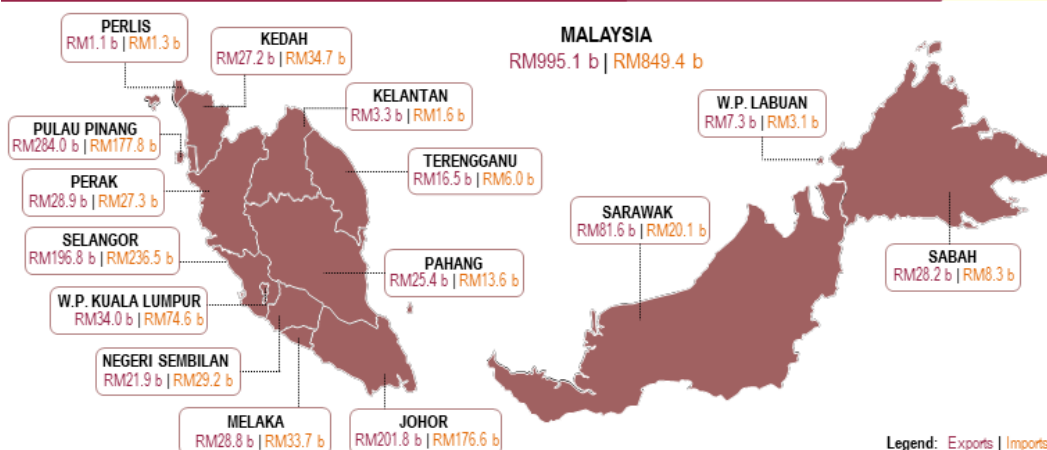 MALAYSIA
RM995.1 b | RM849.4 b
PERLIS
RM1.1 b | RM1.3 b
KEDAH
RM27.2 b | RM34.7 b
KELANTAN
RM3.3 b | RM1.6 b
PULAU PINANG
RM284.0 b | RM177.8 b
TERENGGANU
RM16.5 b | RM6.0 b
PERAK
RM28.9 b | RM27.3 b
SELANGOR
RM196.8 b | RM236.5 b
PAHANG
RM25.4 b | RM13.6 b
W.P. KUALA LUMPUR
RM34.0 b | RM74.6 b
NEGERI SEMBILAN
RM21.9 b | RM29.2 b
MELAKA
RM28.8 b | RM33.7 b
JOHOR
RM201.8 b | RM176.6 b
W.P. LABUAN
RM7.3 b | RM3.1 b
SARAWAK
RM81.6 b | RM20.1 b
SABAH
RM28.2 b | RM8.3 b
Legend: Exports | Imports